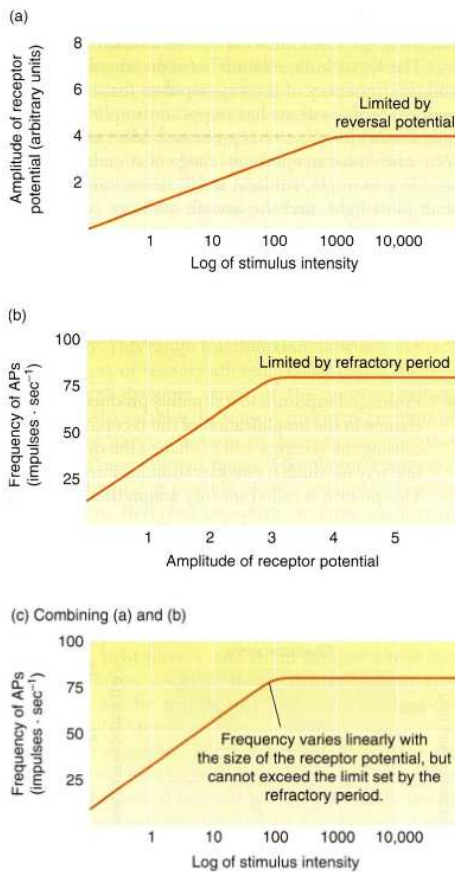 (a)
8
6
4
2
Amplitude of receptor
potential (arbitrary units)
Limited by
reversal potential
1 10 100 1000 10,000
Log of stimulus intensity
(b)
100
75
50
25
Frequency of APs
(impulses · sec⁻¹)
Limited by refractory period
1 2 3 4 5
Amplitude of receptor potential
(c) Combining (a) and (b)
100
75
50
25
Frequency of APs
(impulses · sec⁻¹)
Frequency varies linearly with
the size of the receptor potential, but
cannot exceed the limit set by the
refractory period.
1 10 100 1000 10,000
Log of stimulus intensity